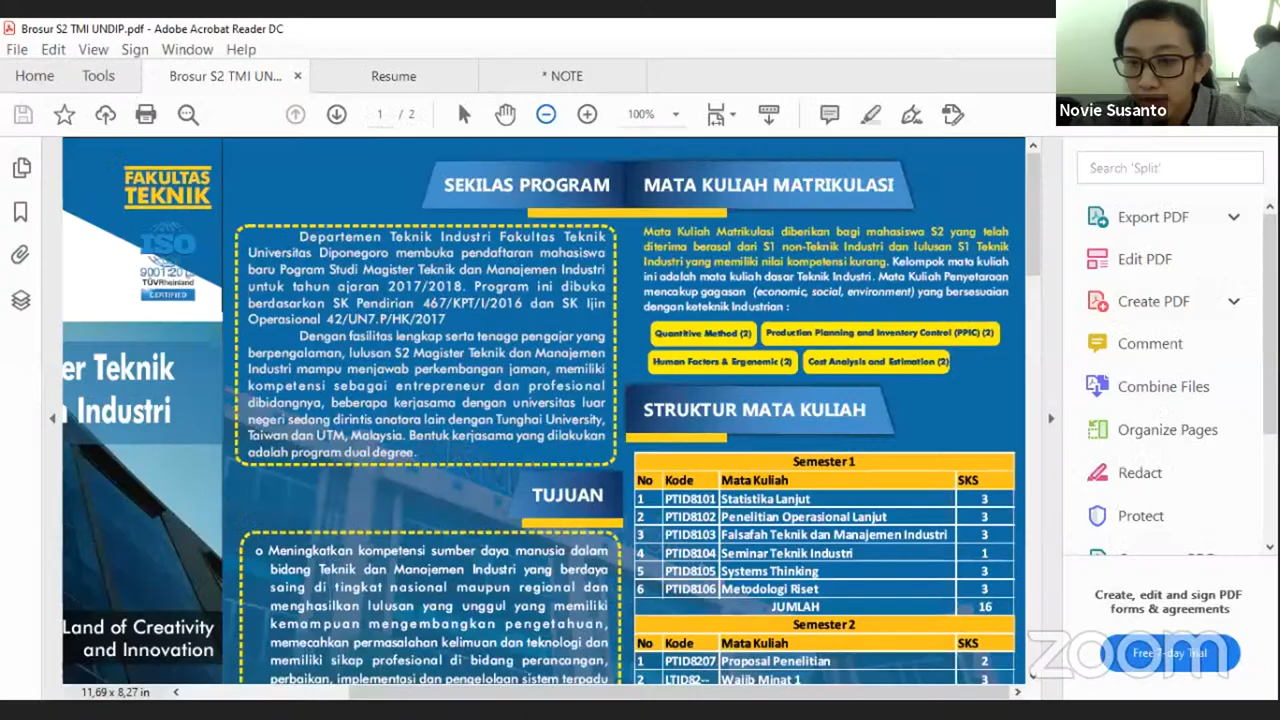 Brosur S2 TMI UNDIP.pdf - Adobe Acrobat Reader DC
File Edit View Sign Window Help
Home Tools Brosur S2 TMI UN... × Resume * NOTE
1 / 2 100%
Novie Susanto
Search 'Split'
Export PDF
Edit PDF
Create PDF
Comment
Combine Files
Organize Pages
Redact
Protect
Create, edit and sign PDF
forms & agreements
Free 7-day Trial
zoom
FAKULTAS
TEKNIK
ISO
TÜVRheinland
CERTIFIED
er Teknik
Industri
Land of Creativity
and Innovation
SEKILAS PROGRAM
Departemen Teknik Industri Fakultas Teknik
Universitas Diponegoro membuka pendaftaran mahasiswa
baru Pogram Studi Magister Teknik dan Manajemen Industri
untuk tahun ajaran 2017/2018. Program ini dibuka
berdasarkan SK Pendirian 467/KPT/I/2016 dan SK Ijin
Operasional 42/UN7.P/HK/2017
Dengan fasilitas lengkap serta tenaga pengajar yang
berpengalaman, lulusan S2 Magister Teknik dan Manajemen
Industri mampu menjawab perkembangan jaman, memiliki
kompetensi sebagai entrepreneur dan profesional
dibidangnya, beberapa kerjasama dengan universitas luar
negeri sedang dirintis anatara lain dengan Tunghai University,
Taiwan dan UTM, Malaysia. Bentuk kerjasama yang dilakukan
adalah program dual degree.
TUJUAN
o Meningkatkan kompetensi sumber daya manusia dalam
bidang Teknik dan Manajemen Industri yang berdaya
saing di tingkat nasional maupun regional dan
menghasilkan lulusan yang unggul yang memiliki
kemampuan mengembangkan pengetahuan,
memecahkan permasalahan kelimuan dan teknologi dan
memiliki sikap profesional di bidang perancangan,
perbaikan, implementasi dan pengelolaan sistem terpadu
MATA KULIAH MATRIKULASI
Mata Kuliah Matrikulasi diberikan bagi mahasiswa S2 yang telah
diterima berasal dari S1 non-Teknik Industri dan lulusan S1 Teknik
Industri yang memiliki nilai kompetensi kurang. Kelompok mata kuliah
ini adalah mata kuliah dasar Teknik Industri. Mata Kuliah Penyetaraan
mencakup gagasan (economic, social, environment) yang bersesuaian
dengan keteknik Industrian :
Quantitive Method (2) Production Planning and Inventory Control (PPIC) (2)
Human Factors & Ergonomic (2) Cost Analysis and Estimation (2)
STRUKTUR MATA KULIAH
Semester 1
No Kode Mata Kuliah SKS
1 PTID8101 Statistika Lanjut 3
2 PTID8102 Penelitian Operasional Lanjut 3
3 PTID8103 Falsafah Teknik dan Manajemen Industri 3
4 PTID8104 Seminar Teknik Industri 1
5 PTID8105 Systems Thinking 3
6 PTID8106 Metodologi Riset 3
JUMLAH 16
Semester 2
No Kode Mata Kuliah SKS
1 PTID8207 Proposal Penelitian 2
2 LTID82-- Wajib Minat 1 3
11,69 x 8,27 in